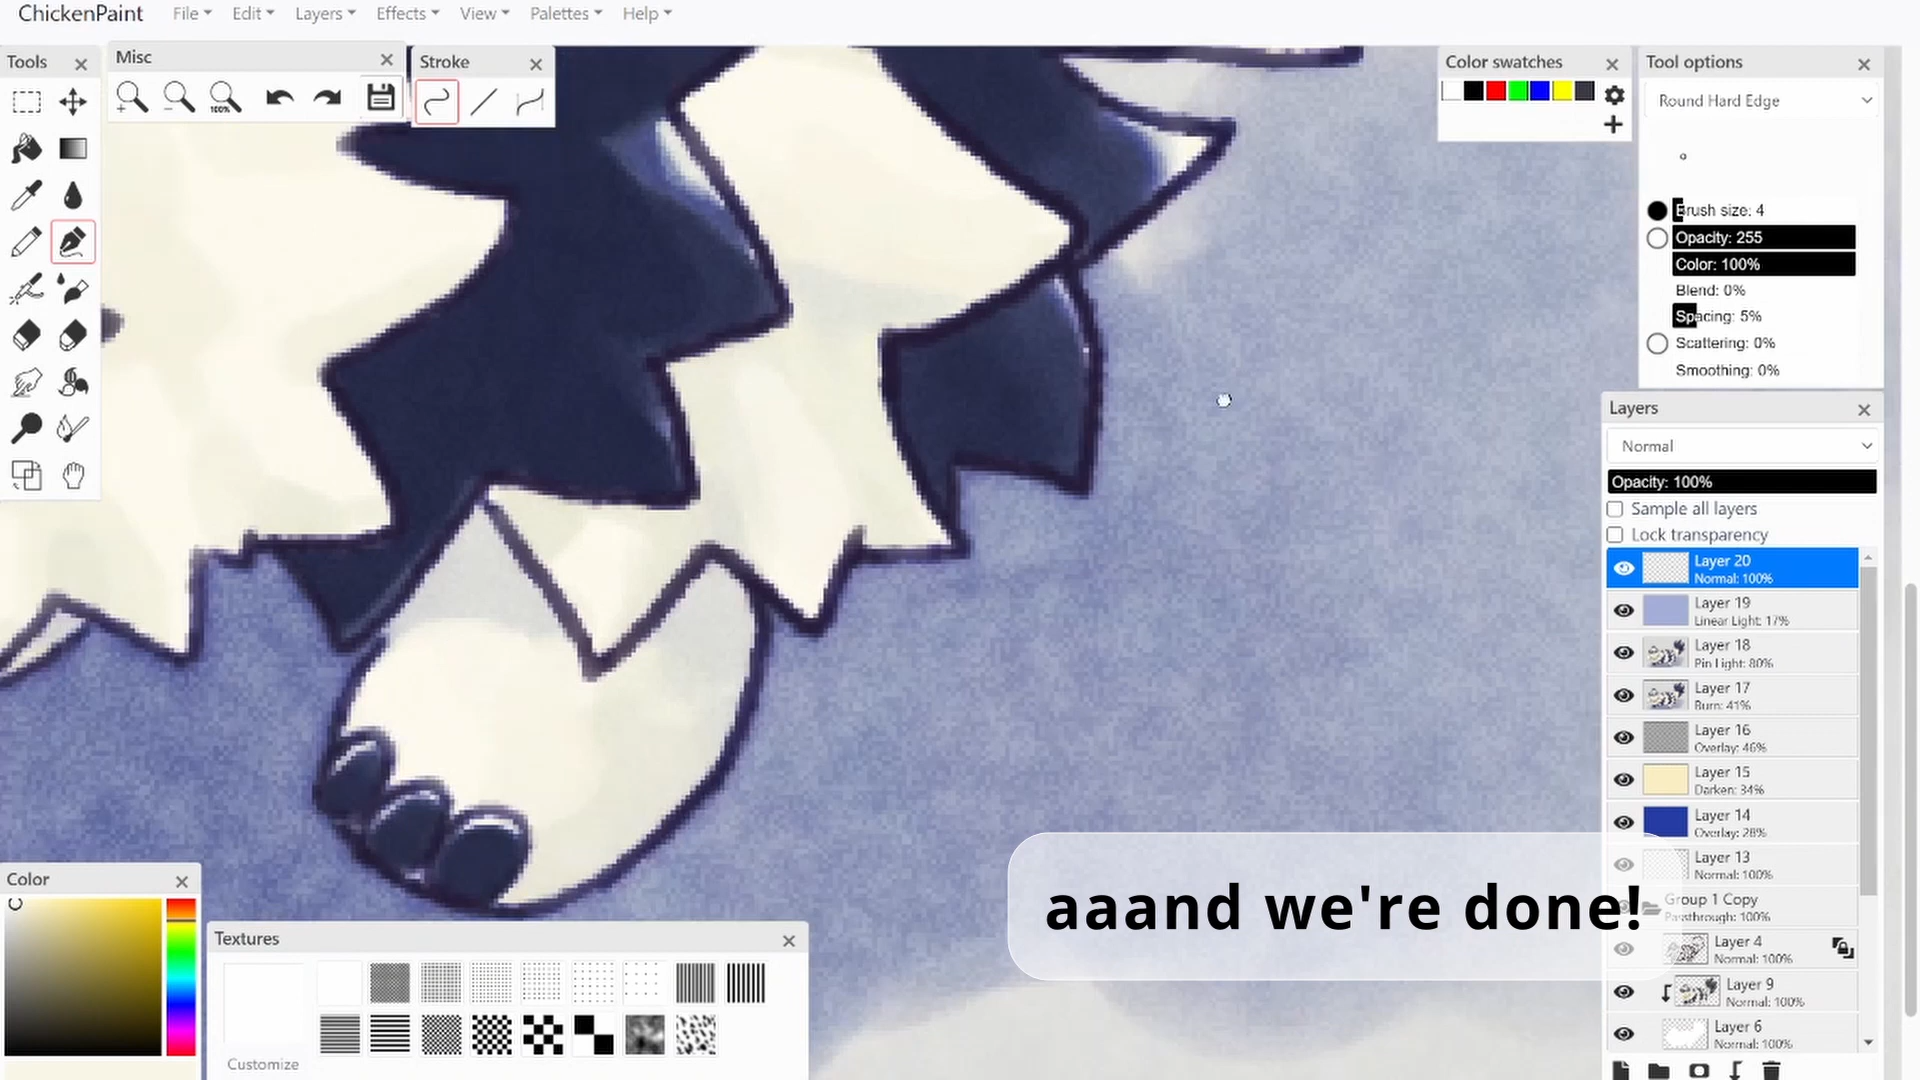 ChickenPaint
File
Edit
Layers
Effects
View
Palettes
Help
Tools
Misc
100%
Stroke
Color swatches
Tool options
Round Hard Edge
Brush size: 4
Opacity: 255
Color: 100%
Blend: 0%
Spacing: 5%
Scattering: 0%
Smoothing: 0%
Layers
Normal
Opacity: 100%
Sample all layers
Lock transparency
Layer 20
Normal: 100%
Layer 19
Linear Light: 17%
Layer 18
Pin Light: 80%
Layer 17
Burn: 41%
Layer 16
Overlay: 46%
Layer 15
Darken: 34%
Layer 14
Overlay: 28%
Layer 13
Normal: 100%
Group 1 Copy
Passthrough: 100%
Layer 4
Normal: 100%
Layer 9
Normal: 100%
Layer 6
Normal: 100%
aaand we're done!
Color
Textures
Customize